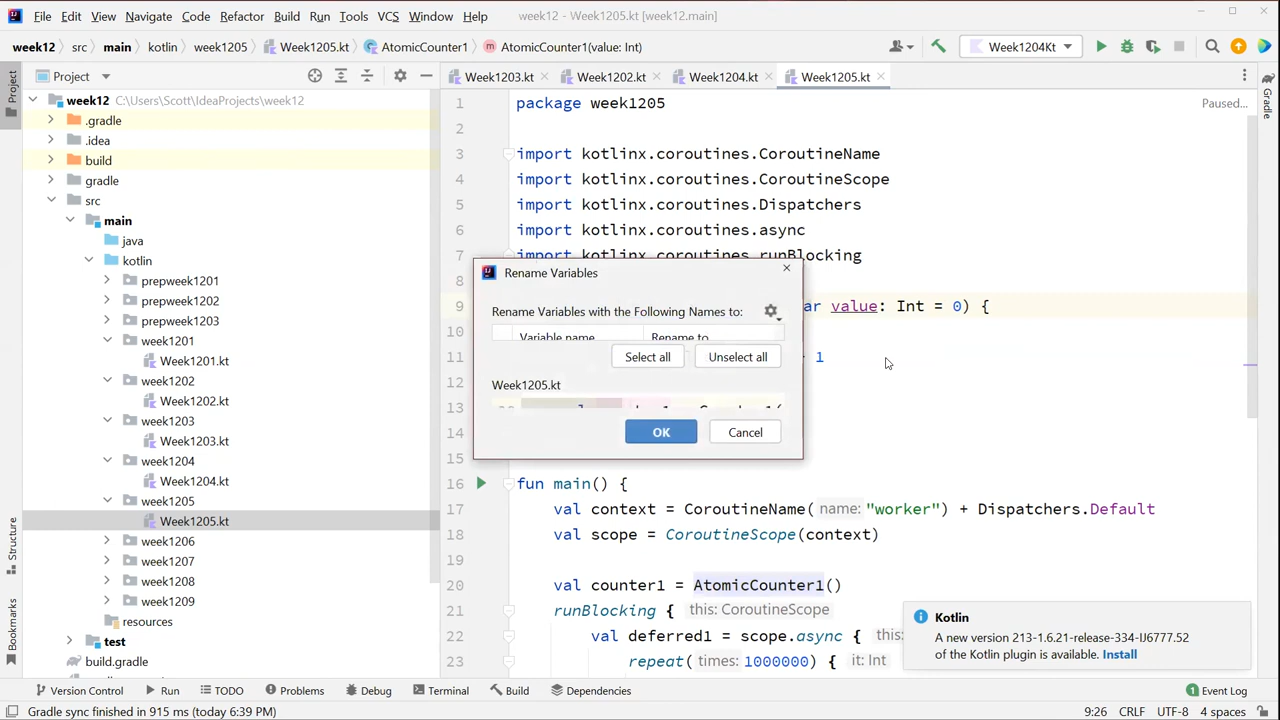 File Edit View Navigate Code Refactor Build Run Tools VCS Window Help week12 - Week1205.kt [week12.main]
week12 src main kotlin week1205 Week1205.kt AtomicCounter1 AtomicCounter1(value: Int) Week1204Kt
Project Week1203.kt Week1202.kt Week1204.kt Week1205.kt
Project
Gradle
Structure
Bookmarks
week12 C:\Users\Scott\IdeaProjects\week12
.gradle
.idea
build
gradle
src
main
java
kotlin
prepweek1201
prepweek1202
prepweek1203
week1201
Week1201.kt
week1202
Week1202.kt
week1203
Week1203.kt
week1204
Week1204.kt
week1205
Week1205.kt
week1206
week1207
week1208
week1209
resources
test
build.gradle
1 package week1205 Paused...
2
3 import kotlinx.coroutines.CoroutineName
4 import kotlinx.coroutines.CoroutineScope
5 import kotlinx.coroutines.Dispatchers
6 import kotlinx.coroutines.async
7 import kotlinx.coroutines.runBlocking
8
9 ar value: Int = 0) {
10
11 1
12
13
14
15
16 fun main() {
17 val context = CoroutineName( name: "worker") + Dispatchers.Default
18 val scope = CoroutineScope(context)
19
20 val counter1 = AtomicCounter1()
21 runBlocking { this: CoroutineScope
22 val deferred1 = scope.async { this:
23 repeat( times: 1000000) { it: Int
Rename Variables
Rename Variables with the Following Names to:
Variable name Rename to
Select all Unselect all
Week1205.kt
OK Cancel
Kotlin
A new version 213-1.6.21-release-334-IJ6777.52
of the Kotlin plugin is available. Install
Version Control Run TODO Problems Debug Terminal Build Dependencies 1 Event Log
Gradle sync finished in 915 ms (today 6:39 PM) 9:26 CRLF UTF-8 4 spaces